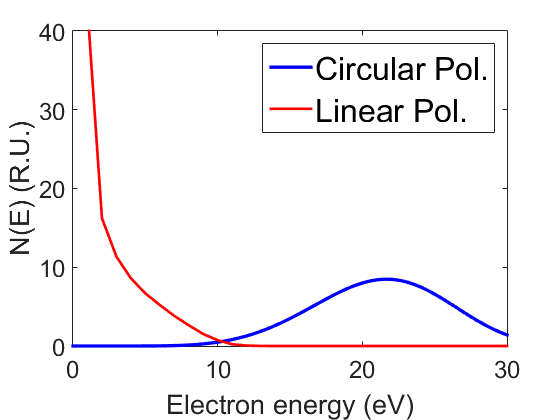 40
30
20
10
0
N(E) (R.U.)
Circular Pol.
Linear Pol.
0 10 20 30
Electron energy (eV)